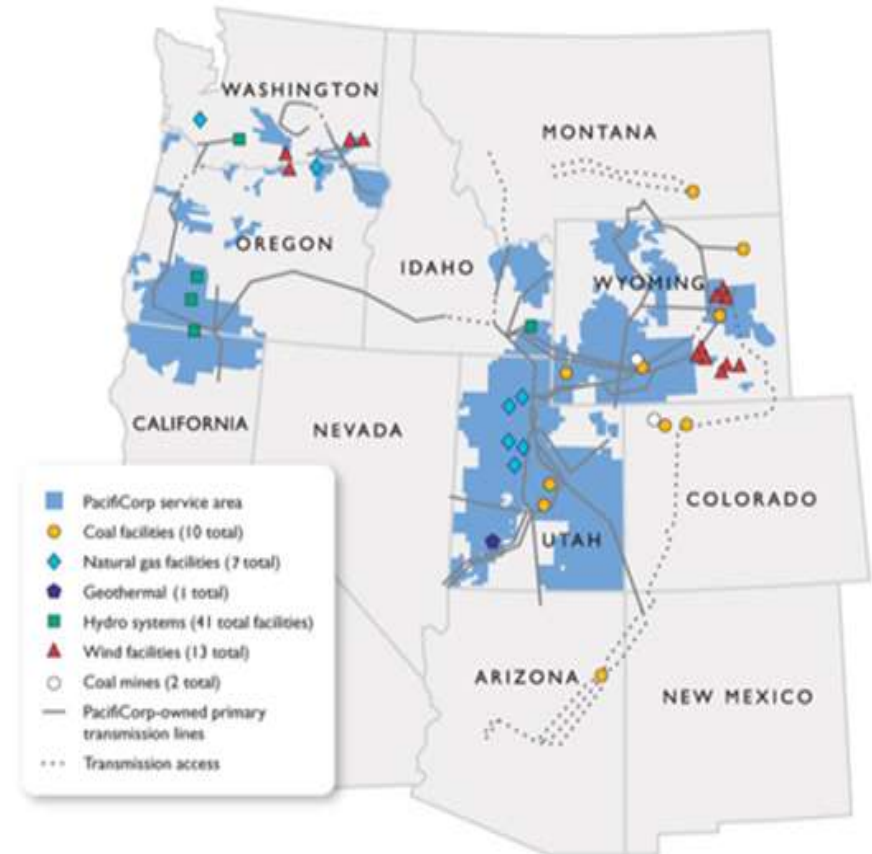 WASHINGTON
MONTANA
OREGON
IDAHO
WYOMING
CALIFORNIA
NEVADA
COLORADO
UTAH
ARIZONA
NEW MEXICO
PacifiCorp service area
Coal facilities (10 total)
Natural gas facilities (7 total)
Geothermal (1 total)
Hydro systems (41 total facilities)
Wind facilities (13 total)
Coal mines (2 total)
PacifiCorp-owned primary
transmission lines
Transmission access